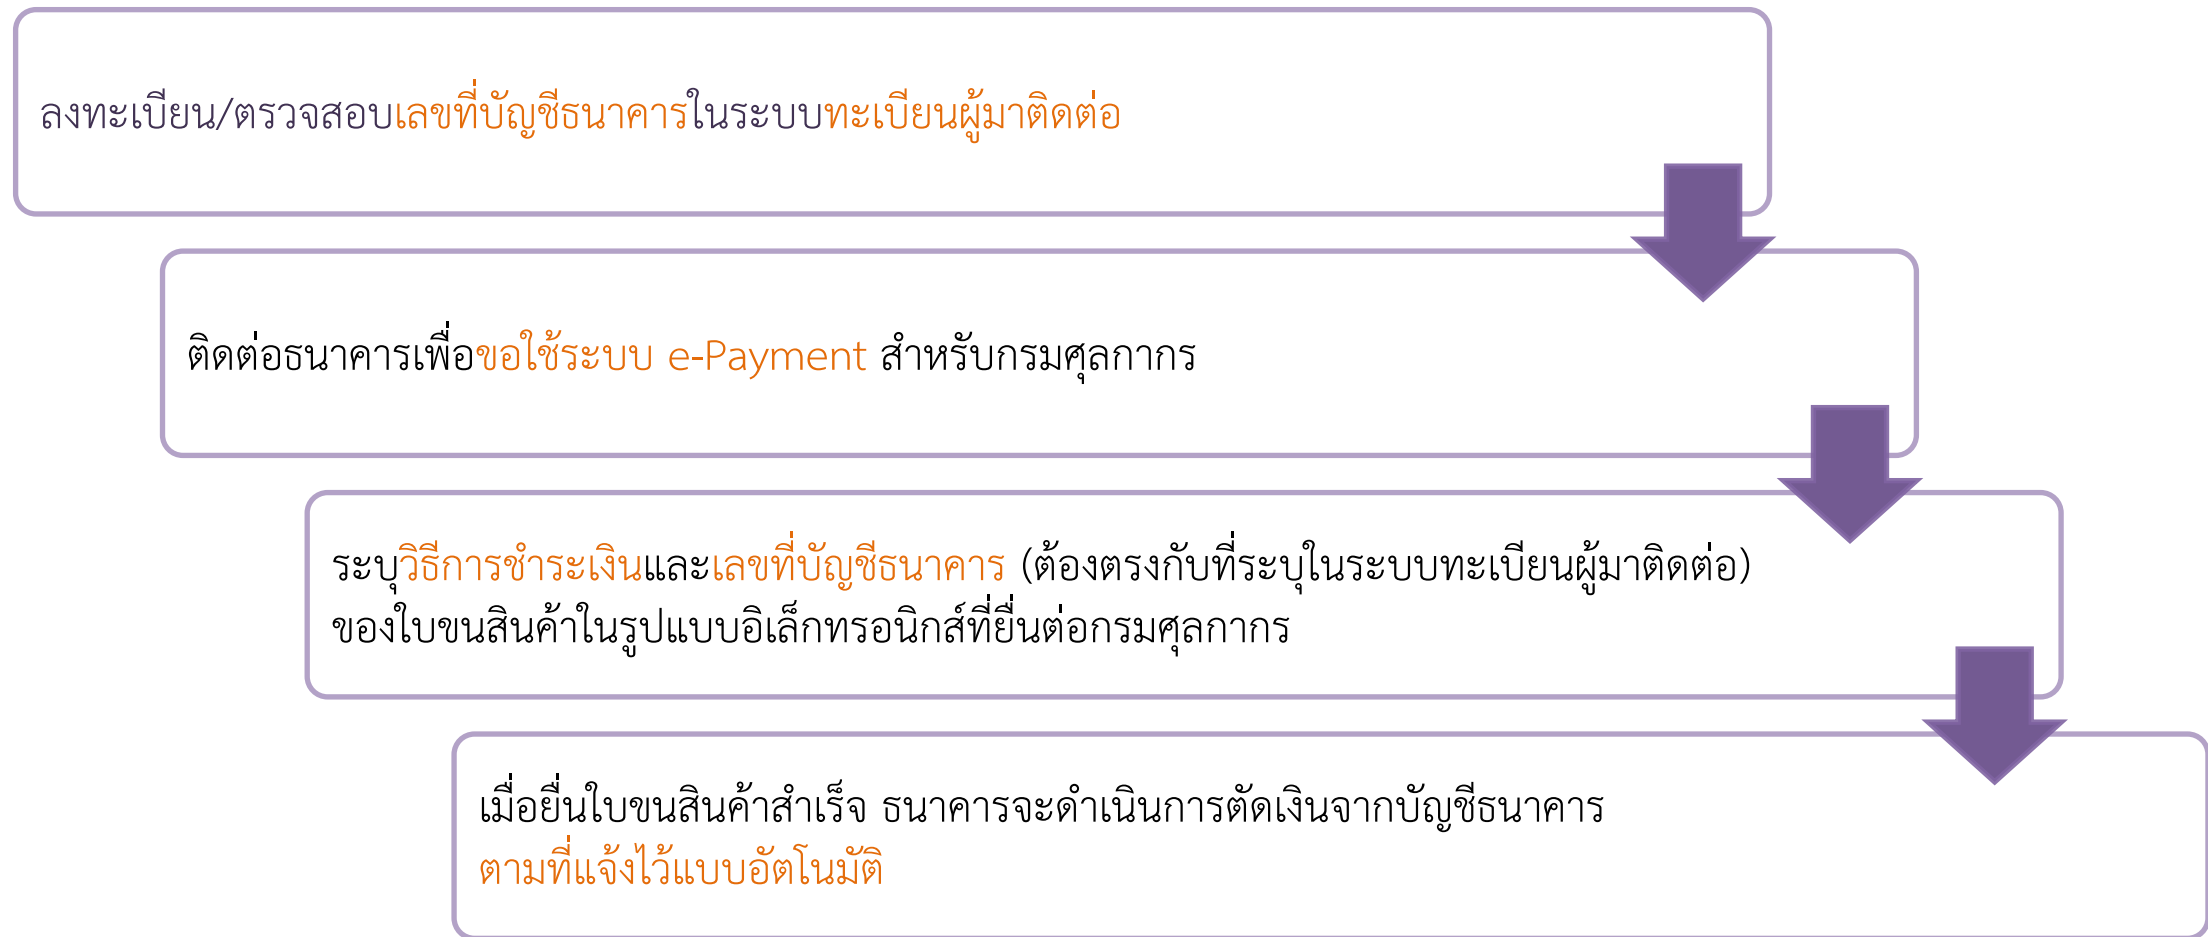 ลงทะเบียน/ตรวจสอบเลขที่บัญชีธนาคารในระบบทะเบียนผู้มาติดต่อ
ติดต่อธนาคารเพื่อขอใช้ระบบ e-Payment สำหรับกรมศุลกากร
ระบุวิธีการชำระเงินและเลขที่บัญชีธนาคาร (ต้องตรงกับที่ระบุในระบบทะเบียนผู้มาติดต่อ)
ของใบขนสินค้าในรูปแบบอิเล็กทรอนิกส์ที่ยื่นต่อกรมศุลกากร
เมื่อยื่นใบขนสินค้าสำเร็จ ธนาคารจะดำเนินการตัดเงินจากบัญชีธนาคาร
ตามที่แจ้งไว้แบบอัตโนมัติ